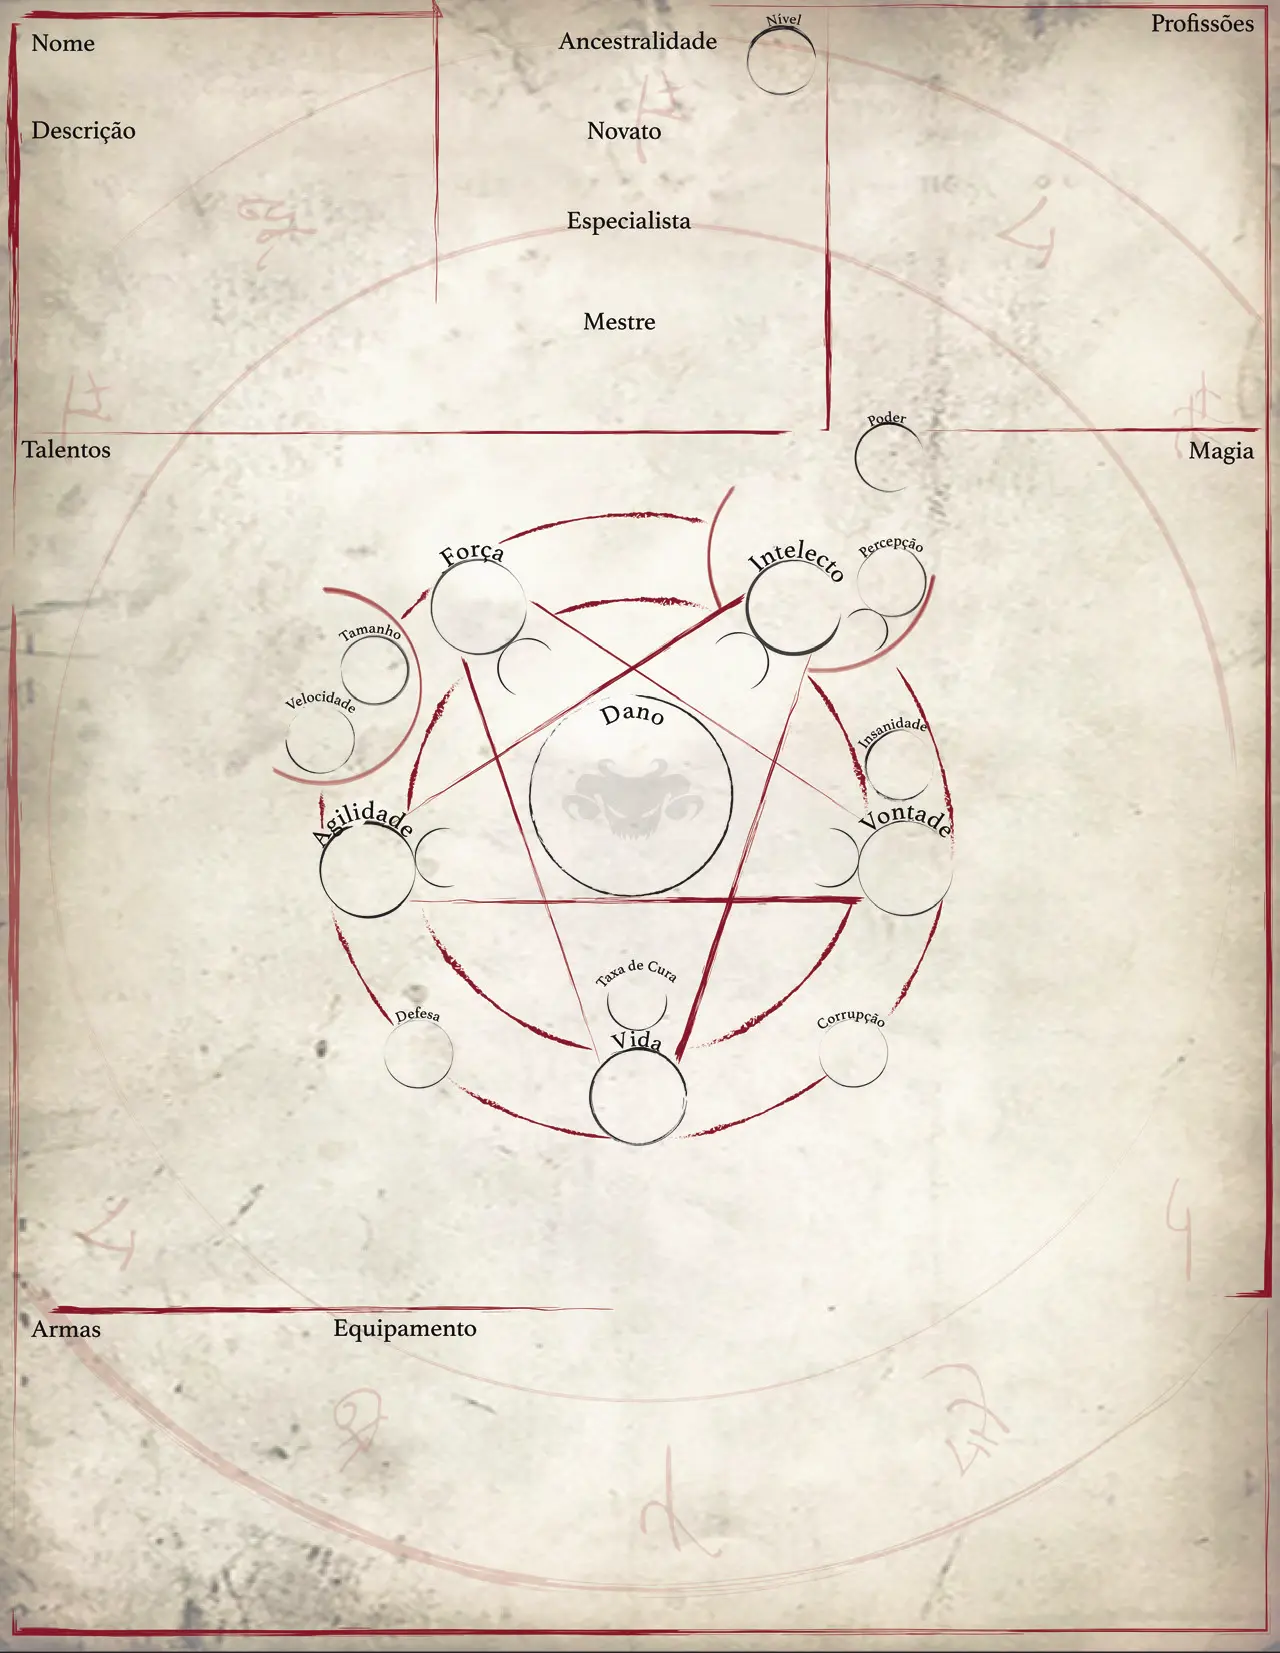 Nome
Ancestralidade
Nível
Profissões
Descrição
Novato
Especialista
Mestre
Talentos
Poder
Magia
Força
Intelecto
Percepção
Tamanho
Velocidade
Dano
Insanidade
Agilidade
Vontade
Taxa de Cura
Defesa
Vida
Corrupção
Armas
Equipamento